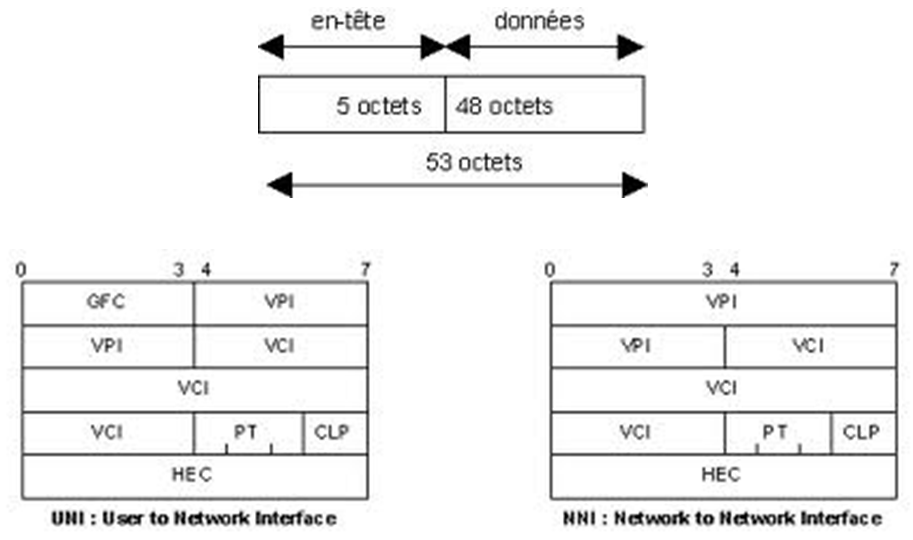 en-tête données
5 octets 48 octets
53 octets
0 3 4 7
GFC VPI
VPI VCI
VCI
VCI PT CLP
HEC
UNI : User to Network Interface
0 3 4 7
VPI
VPI VCI
VCI
VCI PT CLP
HEC
NNI : Network to Network Interface